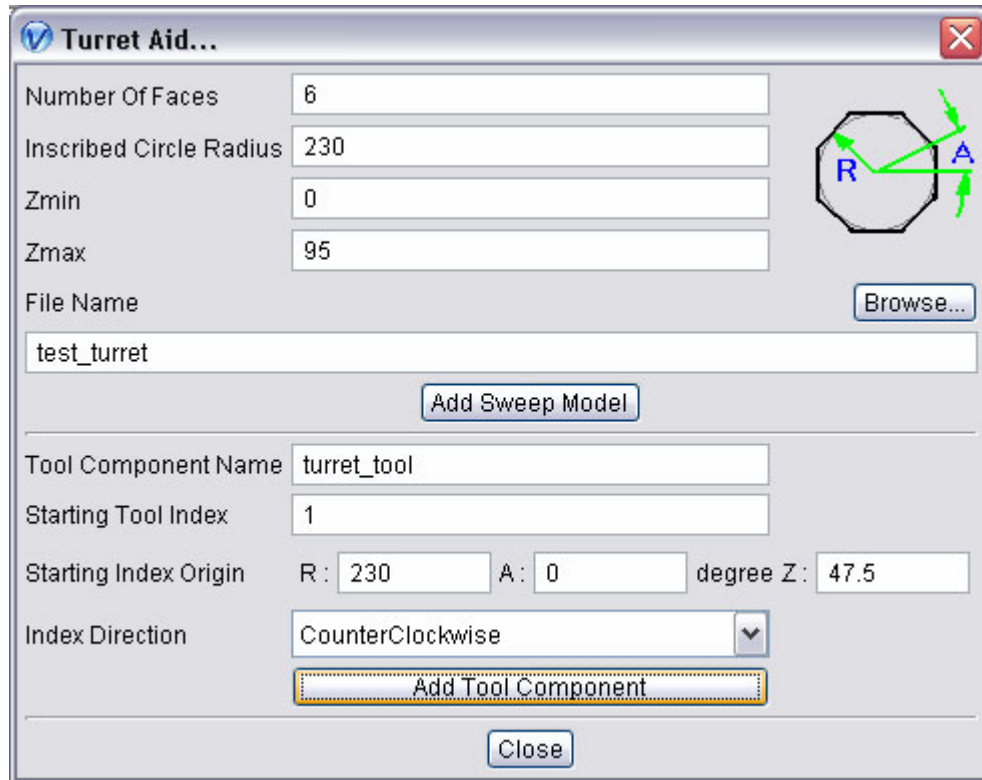 Turret Aid...
Number Of Faces 6
Inscribed Circle Radius 230
R A
Zmin 0
Zmax 95
File Name Browse...
test_turret
Add Sweep Model
Tool Component Name turret_tool
Starting Tool Index 1
Starting Index Origin R : 230 A : 0 degree Z : 47.5
Index Direction CounterClockwise
Add Tool Component
Close